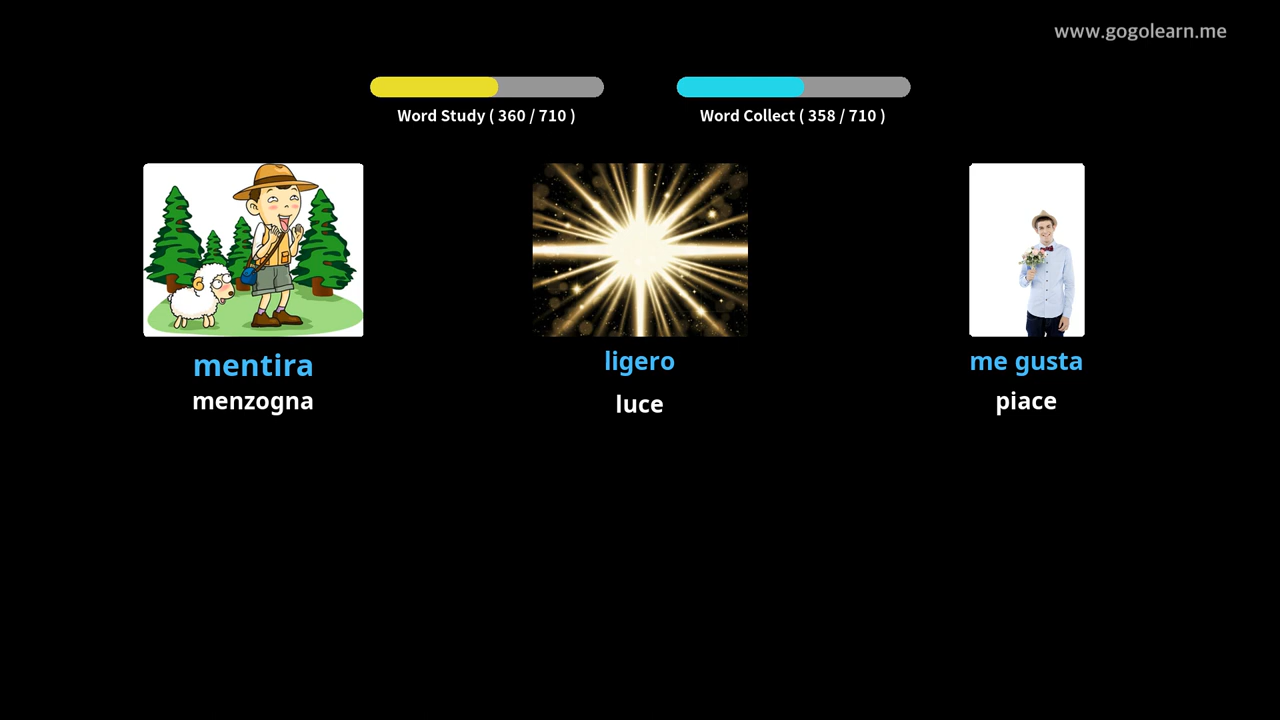 www.gogolearn.me
Word Study ( 360 / 710 )
Word Collect ( 358 / 710 )
mentira
menzogna
ligero
luce
me gusta
piace